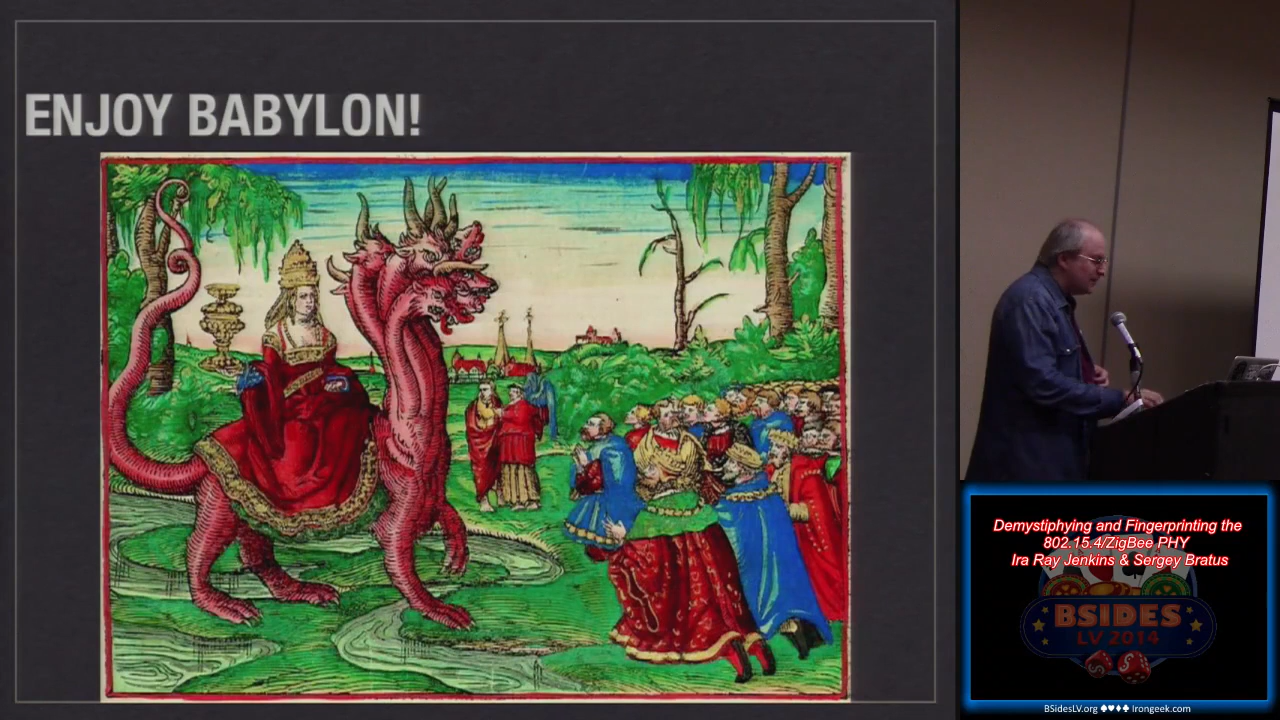 ENJOY BABYLON!
Demystiphying and Fingerprinting the
802.15.4/ZigBee PHY
Ira Ray Jenkins & Sergey Bratus
BSIDES
LV 2014
BSidesLV.org ♠♥♦♣ Irongeek.com